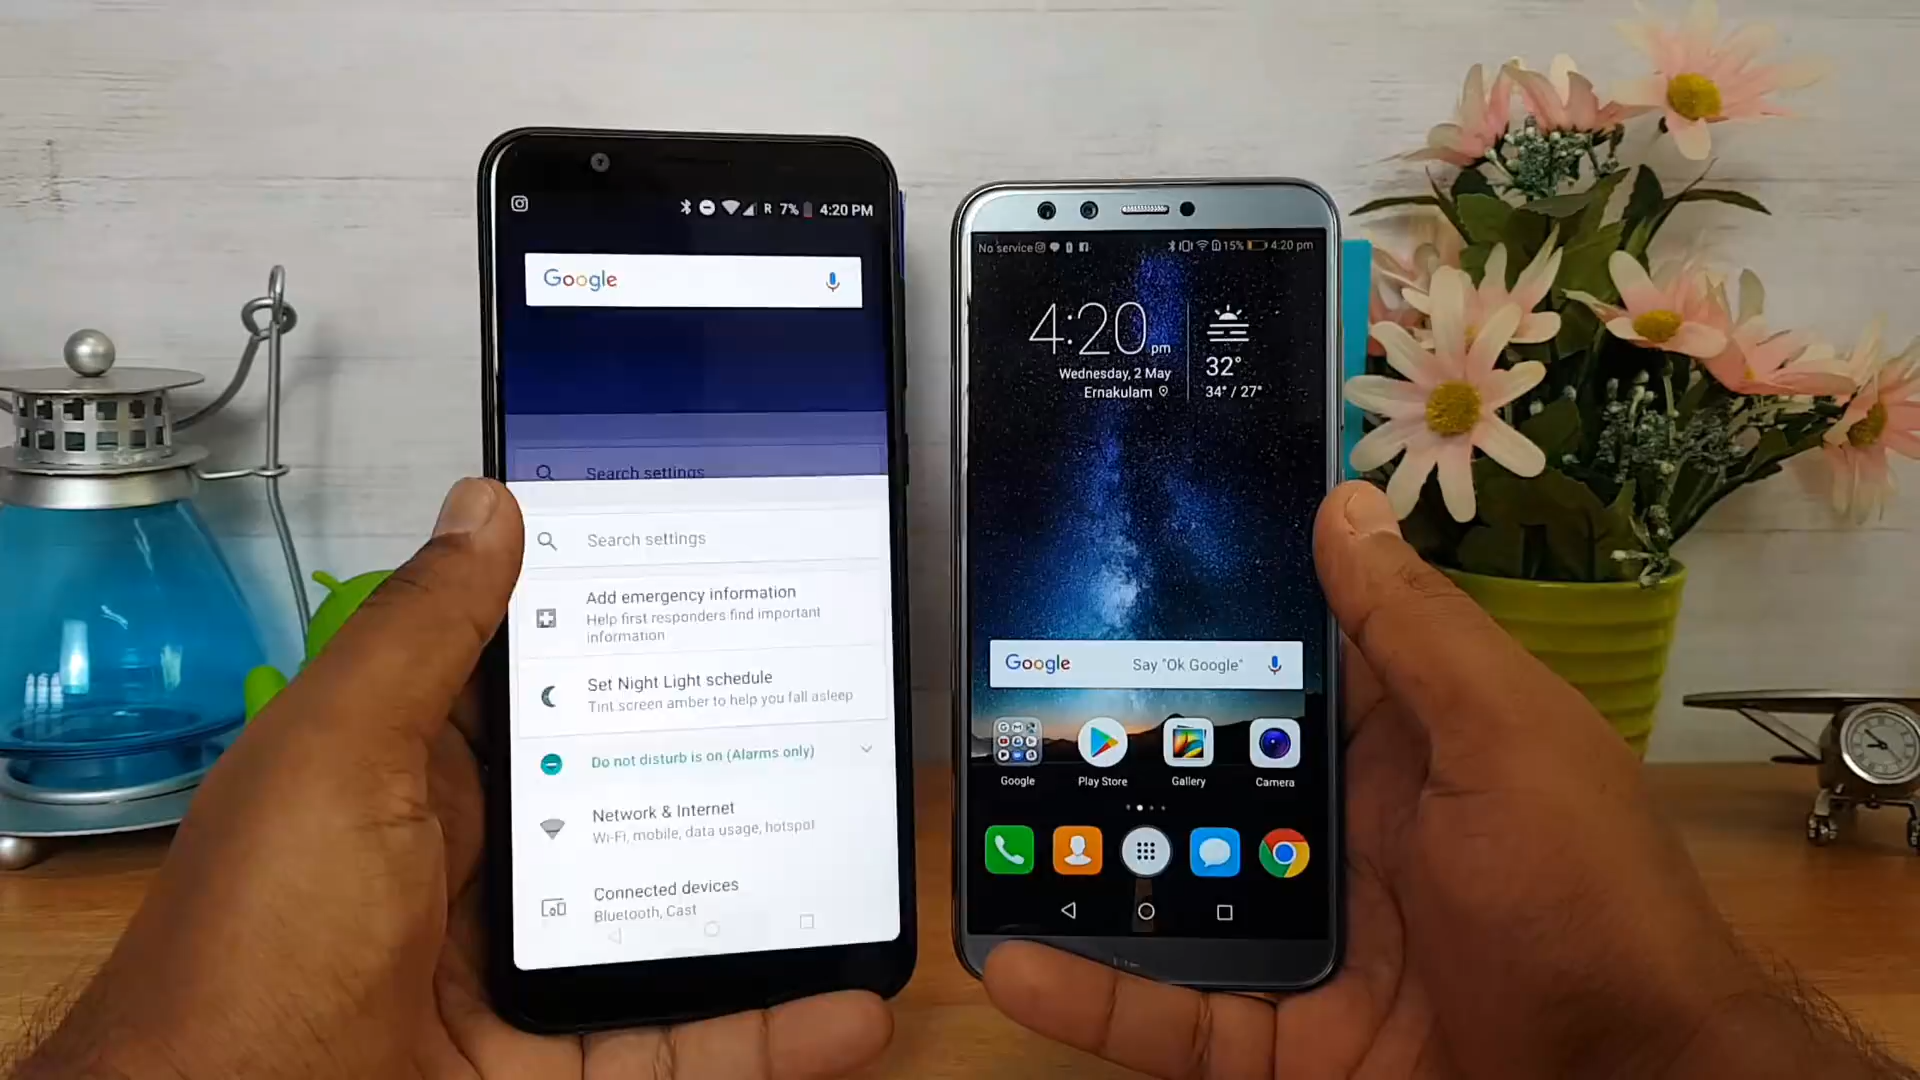 R 7% 4:20 PM
Google
Search settings
Search settings
Add emergency information
Help first responders find important
information
Set Night Light schedule
Tint screen amber to help you fall asleep
Do not disturb is on (Alarms only)
Network & Internet
Wi-Fi, mobile, data usage, hotspot
Connected devices
Bluetooth, Cast
No service 15% 4:20 pm
4:20 pm
Wednesday, 2 May
Ernakulam
32°
34° / 27°
Google Say "Ok Google"
Google Play Store Gallery Camera